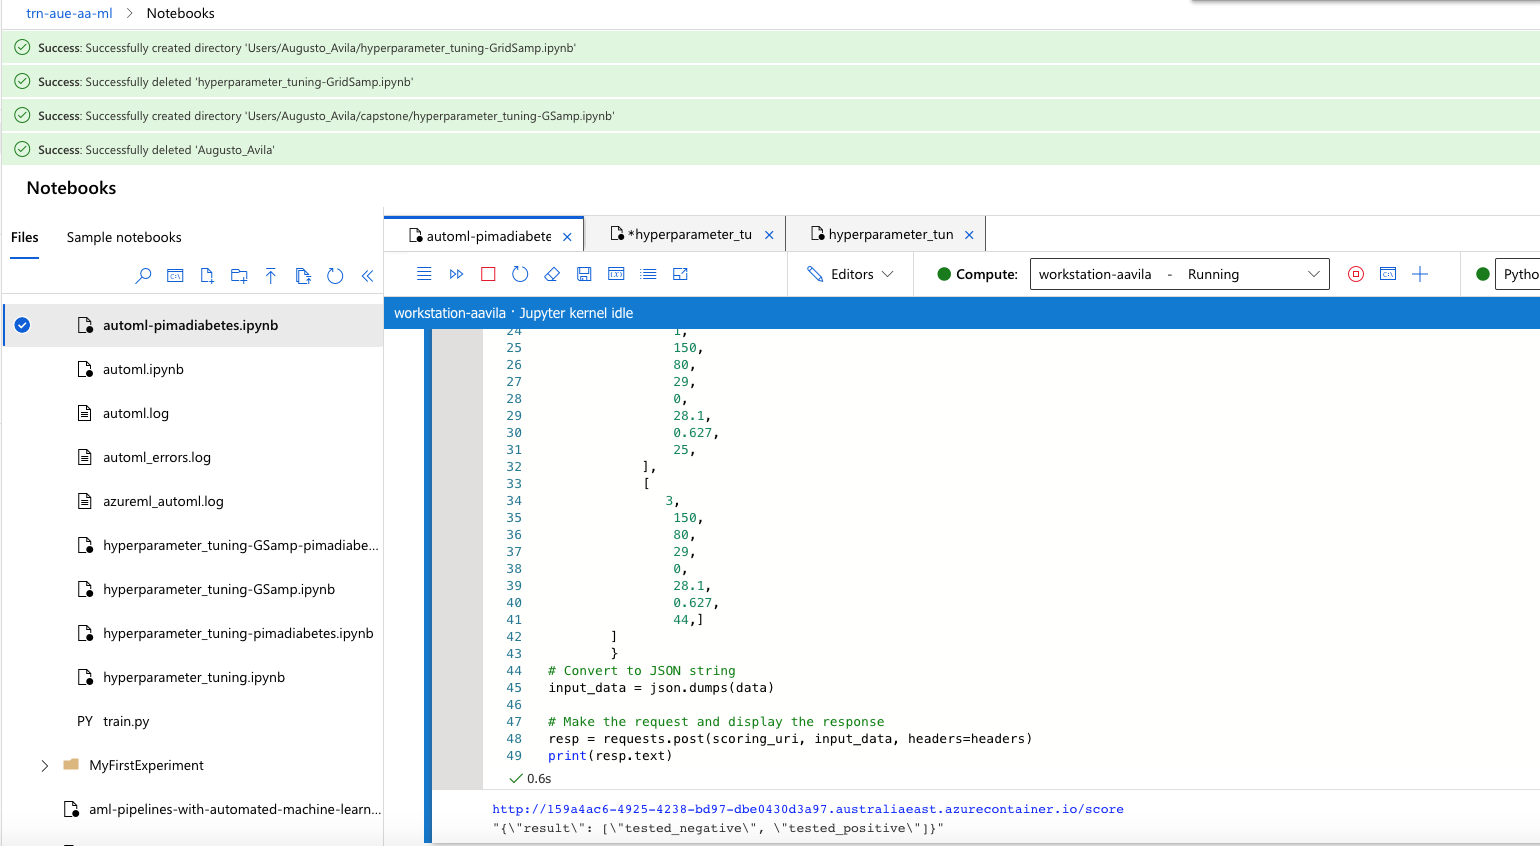 trn-aue-aa-ml > Notebooks
Success: Successfully created directory 'Users/Augusto_Avila/hyperparameter_tuning-GridSamp.ipynb'
Success: Successfully deleted 'hyperparameter_tuning-GridSamp.ipynb'
Success: Successfully created directory 'Users/Augusto_Avila/capstone/hyperparameter_tuning-GSamp.ipynb'
Success: Successfully deleted 'Augusto_Avila'
Notebooks
Files Sample notebooks
automl-pimadiabetes.ipynb
automl.ipynb
automl.log
automl_errors.log
azureml_automl.log
hyperparameter_tuning-GSamp-pimadiabe...
hyperparameter_tuning-GSamp.ipynb
hyperparameter_tuning-pimadiabetes.ipynb
hyperparameter_tuning.ipynb
PY train.py
MyFirstExperiment
aml-pipelines-with-automated-machine-learn...
automl-pimadiabete × *hyperparameter_tu × hyperparameter_tun ×
Editors Compute: workstation-aavila - Running Pytho
workstation-aavila · Jupyter kernel idle
24 1,
25 150,
26 80,
27 29,
28 0,
29 28.1,
30 0.627,
31 25,
32 ],
33 [
34 3,
35 150,
36 80,
37 29,
38 0,
39 28.1,
40 0.627,
41 44,]
42 ]
43 }
44 # Convert to JSON string
45 input_data = json.dumps(data)
46
47 # Make the request and display the response
48 resp = requests.post(scoring_uri, input_data, headers=headers)
49 print(resp.text)
0.6s
http://159a4ac6-4925-4238-bd97-dbe0430d3a97.australiaeast.azurecontainer.io/score
"{\"result\": [\"tested_negative\", \"tested_positive\"]}"